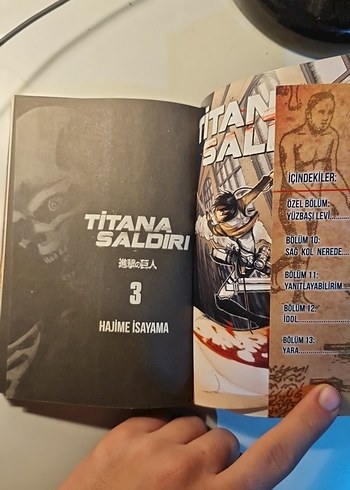 TİTANA
SALDIRI
進撃の巨人
3
HAJİME İSAYAMA
TİTANA
SALDI
İÇİNDEKİLER:
ÖZEL BÖLÜM:
YÜZBAŞI LEVİ..........
BÖLÜM 10:
SAĞ KOL NEREDE........
BÖLÜM 11:
YANITLAYABİLİRİM.
BÖLÜM 12:
İDOL..................
BÖLÜM 13:
YARA..................